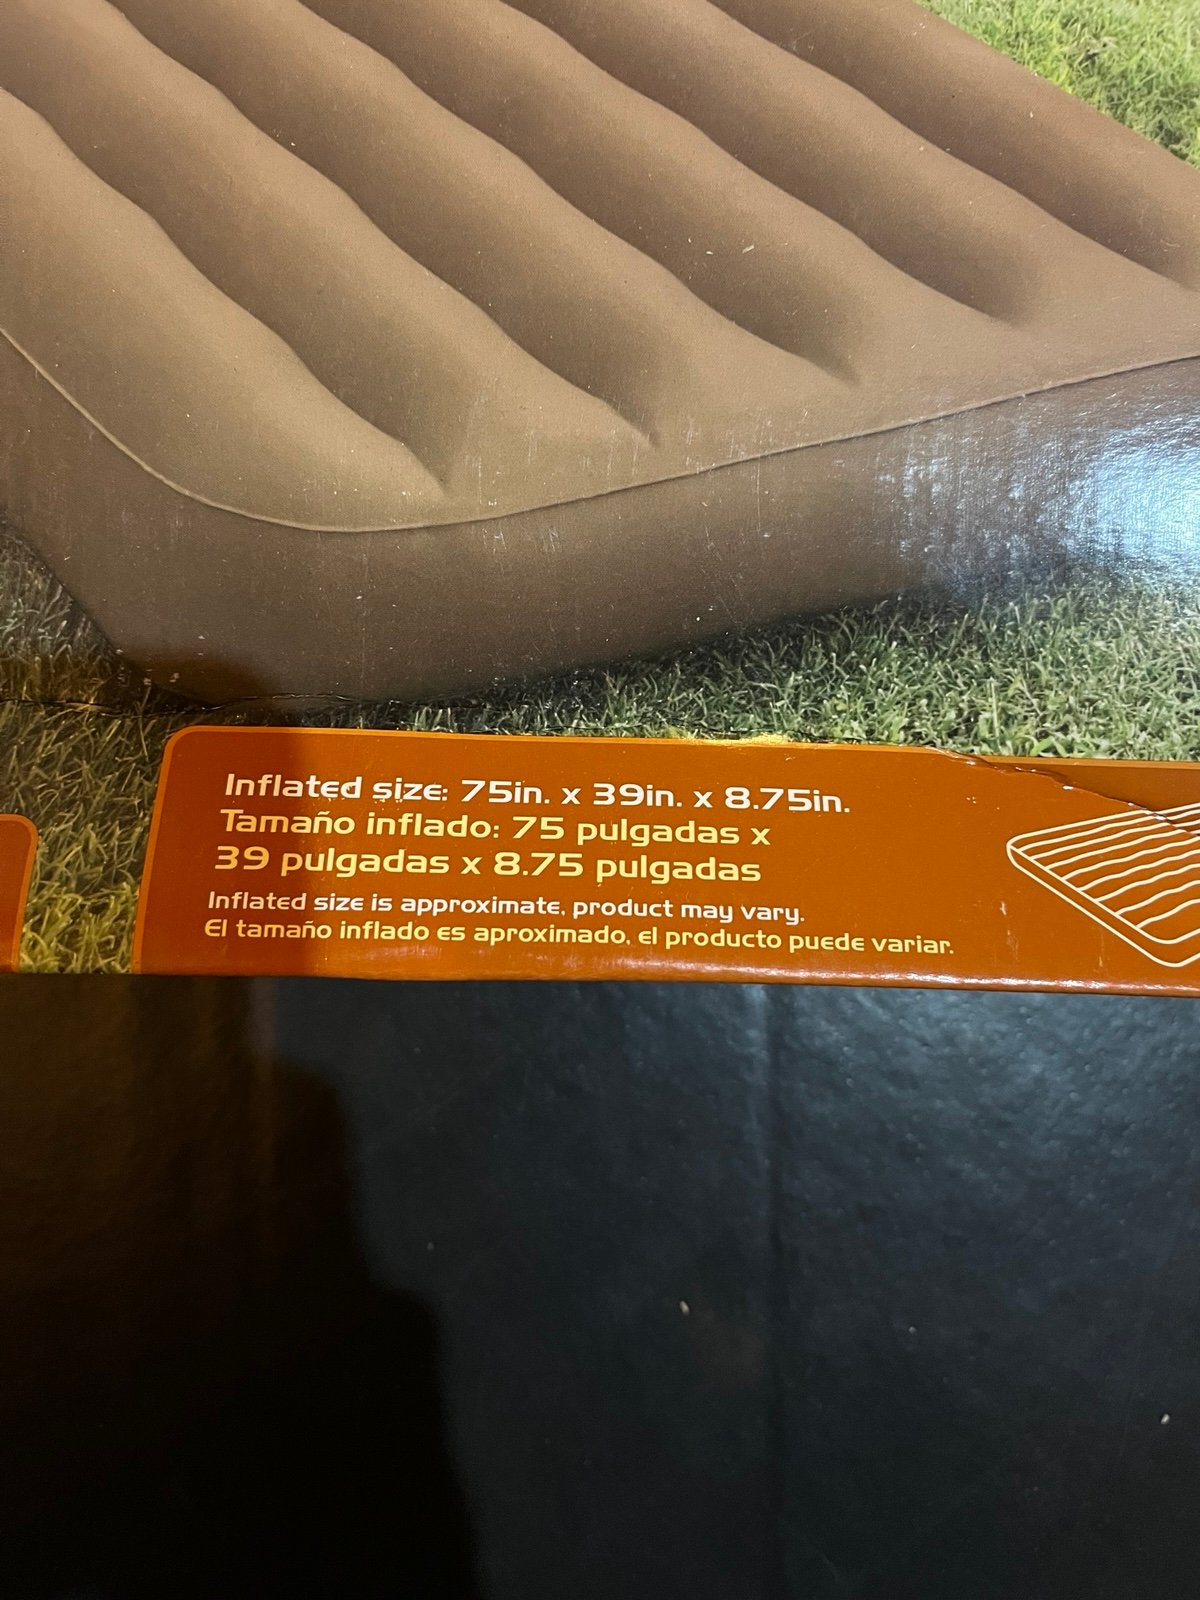 Inflated size: 75in. x 39in. x 8.75in.
Tamaño inflado: 75 pulgadas x
39 pulgadas x 8.75 pulgadas
Inflated size is approximate, product may vary.
El tamaño inflado es aproximado, el producto puede variar.